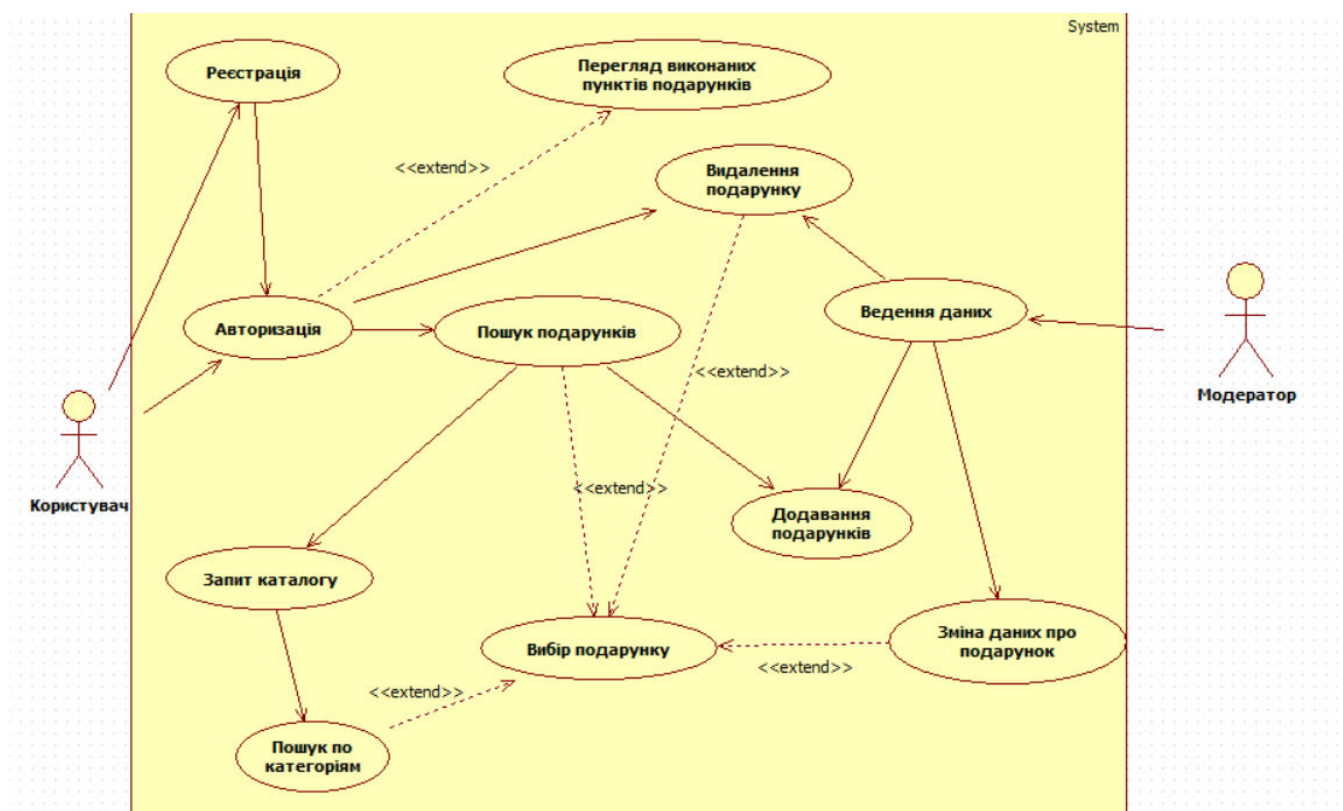 System
Реєстрація
Перегляд виконаних
пунктів подарунків
<<extend>>
Видалення
подарунку
Авторизація
Пошук подарунків
Ведення даних
<<extend>>
Модератор
Користувач
<<extend>>
Додавання
подарунків
Запит каталогу
Вибір подарунку
Зміна даних про
подарунок
<<extend>>
<<extend>>
Пошук по
категоріям